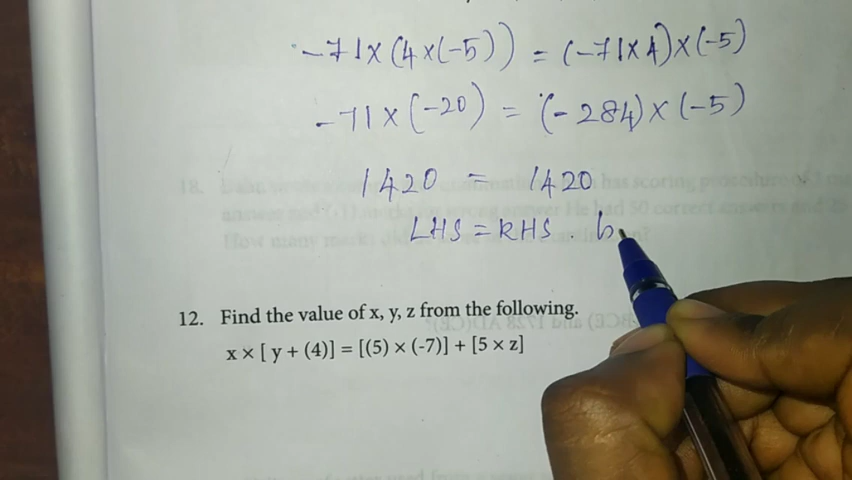 -71×(4×(-5)) = (-71×4)×(-5)
-71×(-20) = (-284)×(-5)
1420 = 1420
LHS = RHS. b
12. Find the value of x, y, z from the following.
x × [ y + (4)] = [(5) × (-7)] + [5 × z]